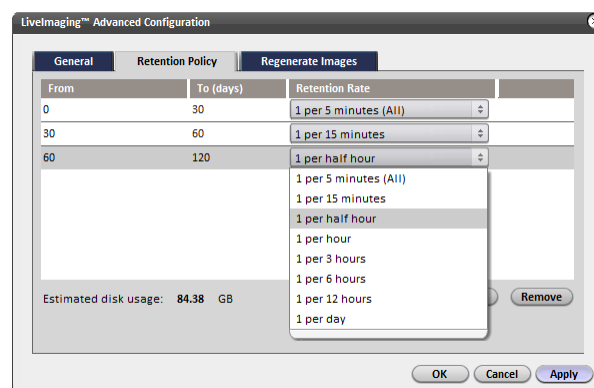 LiveImaging™ Advanced Configuration
General Retention Policy Regenerate Images
From To (days) Retention Rate
0 30 1 per 5 minutes (All)
30 60 1 per 15 minutes
60 120 1 per half hour
1 per 5 minutes (All)
1 per 15 minutes
1 per half hour
1 per hour
1 per 3 hours
1 per 6 hours
1 per 12 hours
1 per day
Estimated disk usage: 84.38 GB Remove
OK Cancel Apply